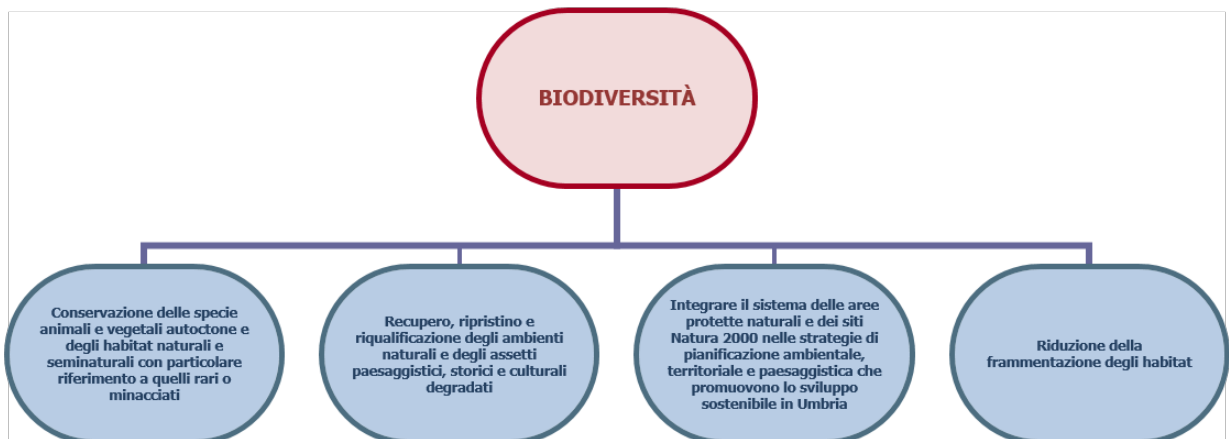 BIODIVERSITÀ
Conservazione delle specie
animali e vegetali autoctone e
degli habitat naturali e
seminaturali con particolare
riferimento a quelli rari o
minacciati
Recupero, ripristino e
riqualificazione degli ambienti
naturali e degli assetti
paesaggistici, storici e culturali
degradati
Integrare il sistema delle aree
protette naturali e dei siti
Natura 2000 nelle strategie di
pianificazione ambientale,
territoriale e paesaggistica che
promuovono lo sviluppo
sostenibile in Umbria
Riduzione della
frammentazione degli habitat